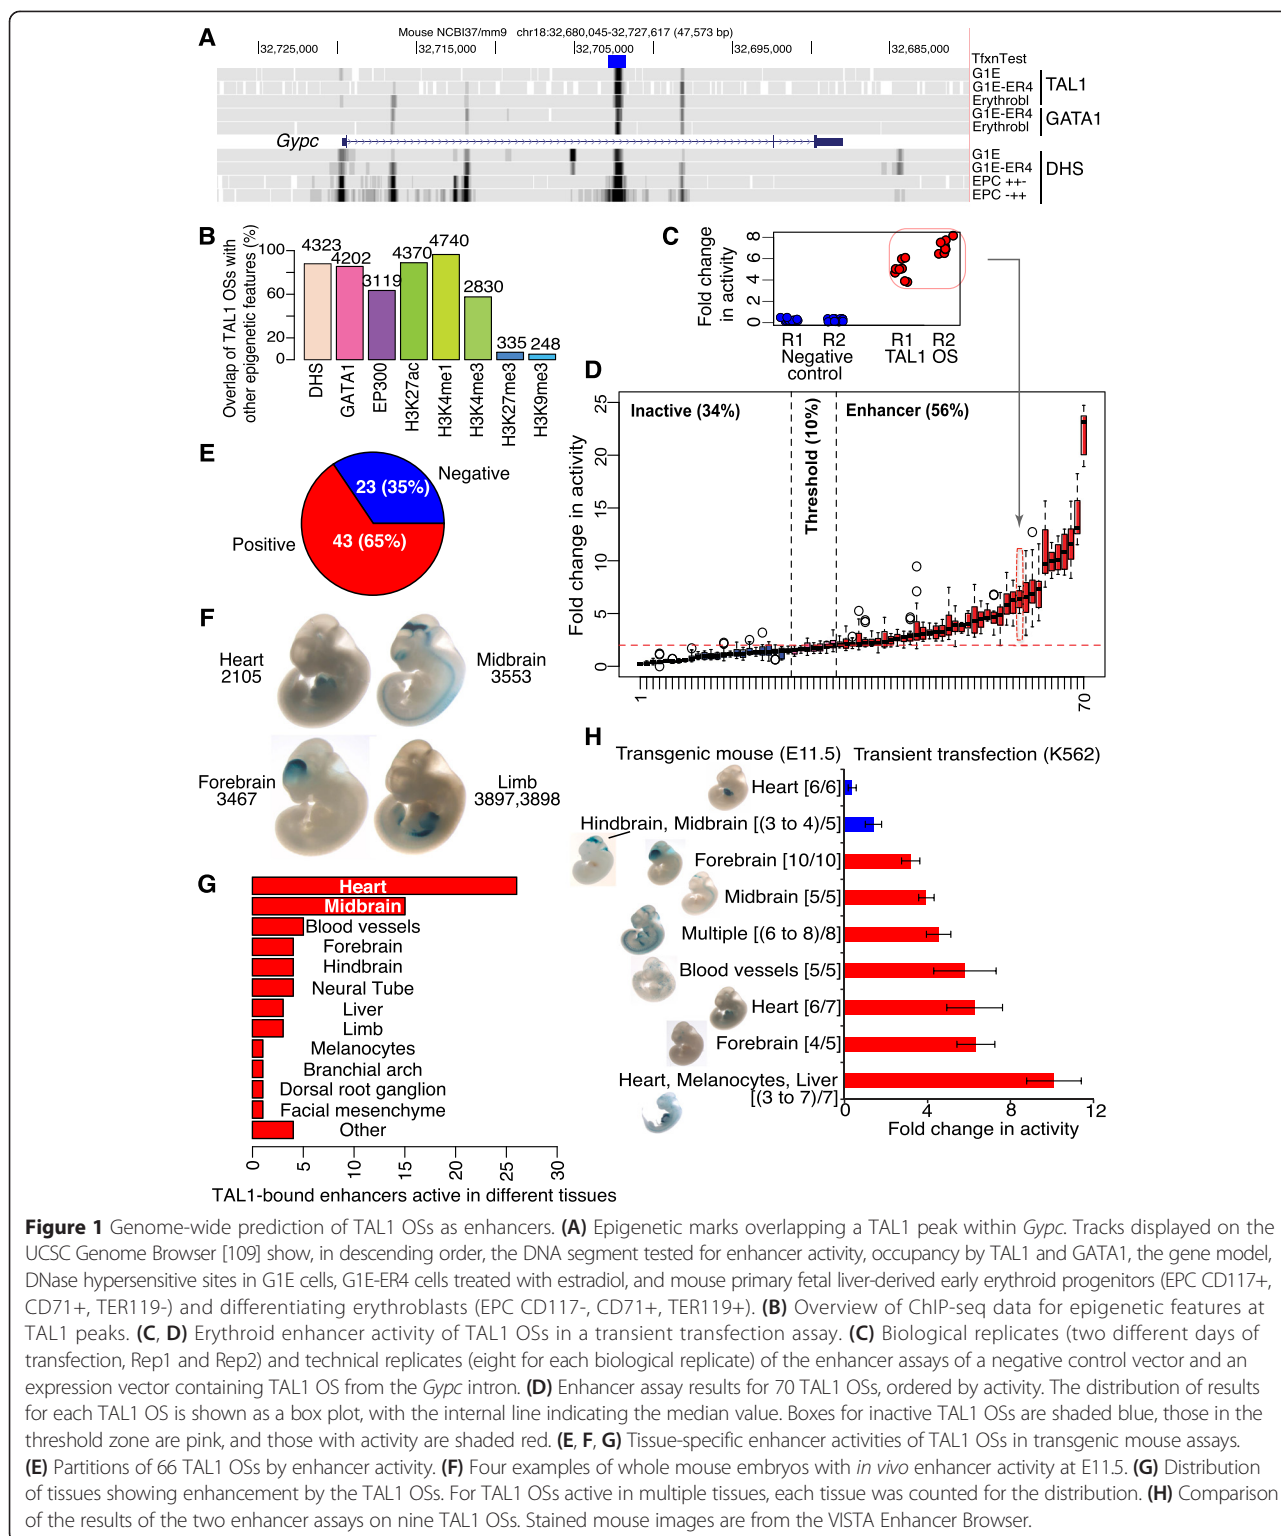 A
Mouse NCBI37/mm9 chr18:32,680,045-32,727,617 (47,573 bp)
32,725,000 32,715,000 32,705,000 32,695,000 32,685,000
TfxnTest
G1E
G1E-ER4
Erythrobl
TAL1
G1E-ER4
Erythrobl
GATA1
Gypc
G1E
G1E-ER4
EPC ++-
EPC -++
DHS
B
Overlap of TAL1 OSs with
other epigenetic features (%)
100
60
20
0
4323 4202 3119 4370 4740 2830 335 248
DHS GATA1 EP300 H3K27ac H3K4me1 H3K4me3 H3K27me3 H3K9me3
C
Fold change
in activity
8
6
4
2
0
R1 R2 R1 R2
Negative
control
TAL1 OS
D
Inactive (34%)
Threshold (10%)
Enhancer (56%)
Fold change in activity
25
20
15
10
5
0
1 70
E
Negative
23 (35%)
Positive
43 (65%)
F
Heart
2105
Midbrain
3553
Forebrain
3467
Limb
3897,3898
G
Heart
Midbrain
Blood vessels
Forebrain
Hindbrain
Neural Tube
Liver
Limb
Melanocytes
Branchial arch
Dorsal root ganglion
Facial mesenchyme
Other
0 5 10 15 20 25 30
TAL1-bound enhancers active in different tissues
H
Transgenic mouse (E11.5) Transient transfection (K562)
Heart [6/6]
Hindbrain, Midbrain [(3 to 4)/5]
Forebrain [10/10]
Midbrain [5/5]
Multiple [(6 to 8)/8]
Blood vessels [5/5]
Heart [6/7]
Forebrain [4/5]
Heart, Melanocytes, Liver
[(3 to 7)/7]
0 4 8 12
Fold change in activity
Figure 1 Genome-wide prediction of TAL1 OSs as enhancers. (A) Epigenetic marks overlapping a TAL1 peak within Gypc. Tracks displayed on the
UCSC Genome Browser [109] show, in descending order, the DNA segment tested for enhancer activity, occupancy by TAL1 and GATA1, the gene model,
DNase hypersensitive sites in G1E cells, G1E-ER4 cells treated with estradiol, and mouse primary fetal liver-derived early erythroid progenitors (EPC CD117+,
CD71+, TER119-) and differentiating erythroblasts (EPC CD117-, CD71+, TER119+). (B) Overview of ChIP-seq data for epigenetic features at
TAL1 peaks. (C, D) Erythroid enhancer activity of TAL1 OSs in a transient transfection assay. (C) Biological replicates (two different days of
transfection, Rep1 and Rep2) and technical replicates (eight for each biological replicate) of the enhancer assays of a negative control vector and an
expression vector containing TAL1 OS from the Gypc intron. (D) Enhancer assay results for 70 TAL1 OSs, ordered by activity. The distribution of results
for each TAL1 OS is shown as a box plot, with the internal line indicating the median value. Boxes for inactive TAL1 OSs are shaded blue, those in the
threshold zone are pink, and those with activity are shaded red. (E, F, G) Tissue-specific enhancer activities of TAL1 OSs in transgenic mouse assays.
(E) Partitions of 66 TAL1 OSs by enhancer activity. (F) Four examples of whole mouse embryos with in vivo enhancer activity at E11.5. (G) Distribution
of tissues showing enhancement by the TAL1 OSs. For TAL1 OSs active in multiple tissues, each tissue was counted for the distribution. (H) Comparison
of the results of the two enhancer assays on nine TAL1 OSs. Stained mouse images are from the VISTA Enhancer Browser.